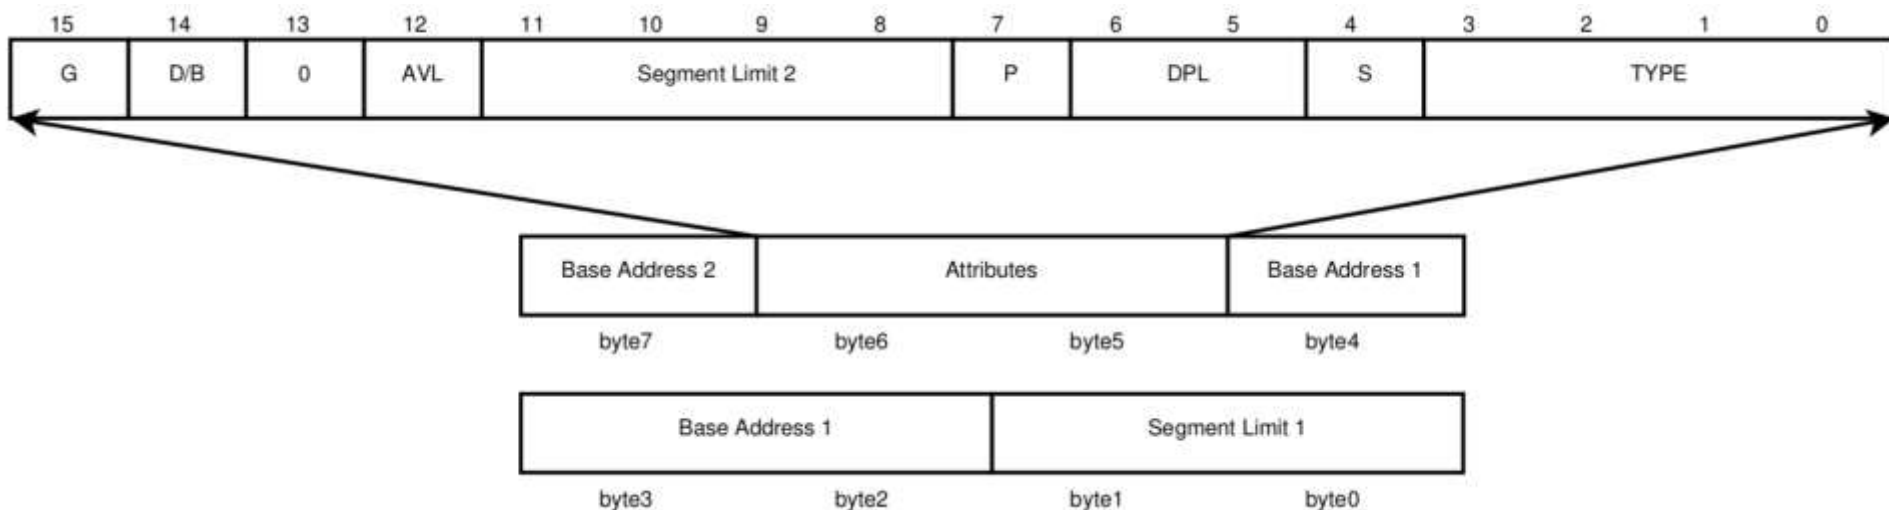 15 14 13 12 11 10 9 8 7 6 5 4 3 2 1 0
G D/B 0 AVL Segment Limit 2 P DPL S TYPE
Base Address 2 Attributes Base Address 1
byte7 byte6 byte5 byte4
Base Address 1 Segment Limit 1
byte3 byte2 byte1 byte0